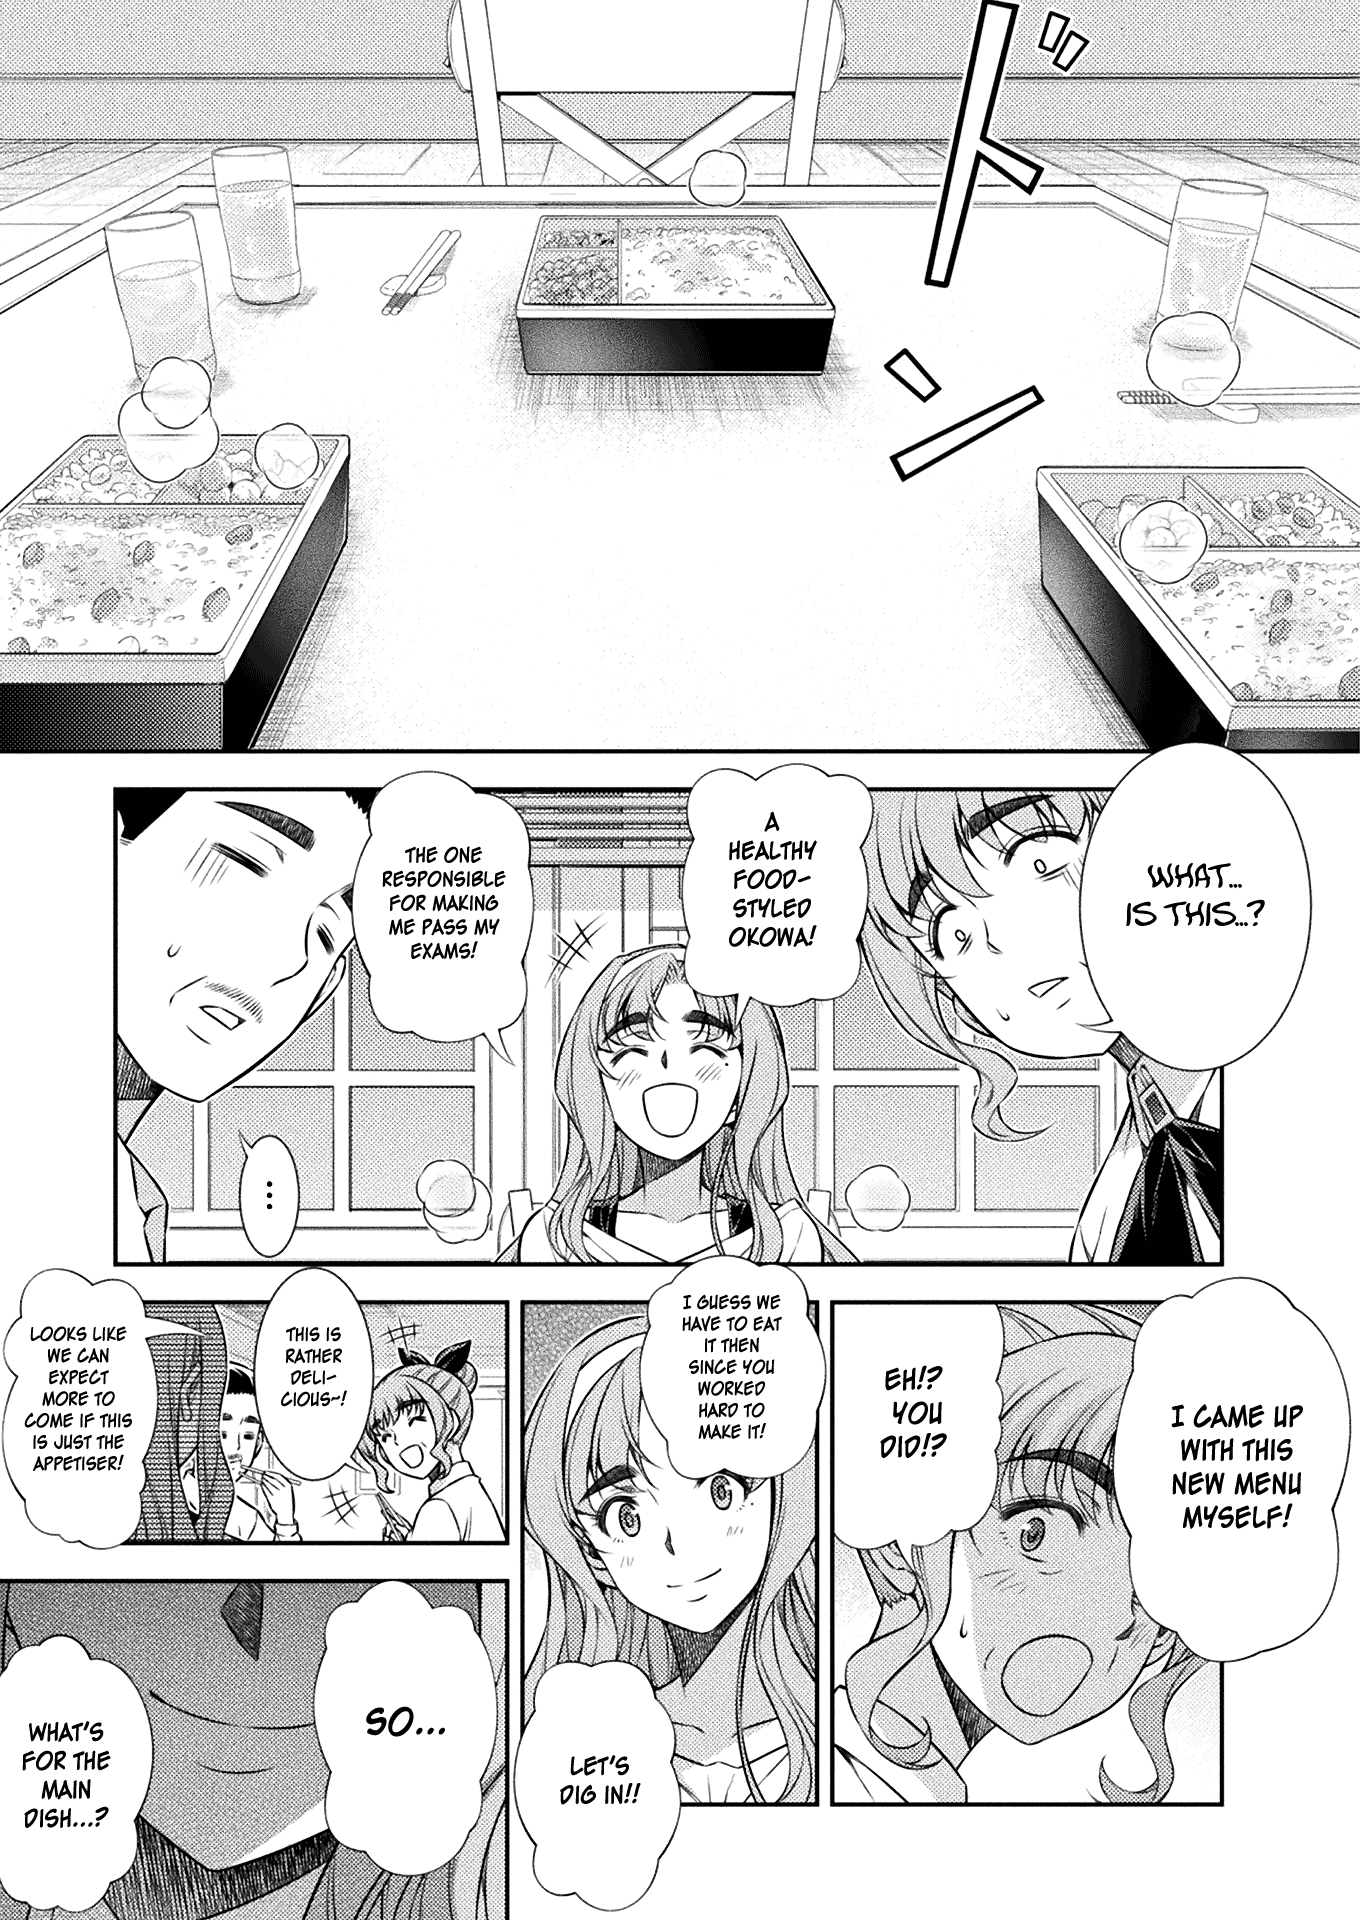 ドン
WHAT...
IS THIS...?
A
HEALTHY
FOOD-
STYLED
OKOWA!
THE ONE
RESPONSIBLE
FOR MAKING
ME PASS MY
EXAMS!
...
I CAME UP
WITH THIS
NEW MENU
MYSELF!
EH!?
YOU
DID!?
I GUESS WE
HAVE TO EAT
IT THEN
SINCE YOU
WORKED
HARD TO
MAKE IT!
LET'S
DIG IN!!
THIS IS
RATHER
DELI-
CIOUS~!
LOOKS LIKE
WE CAN
EXPECT
MORE TO
COME IF THIS
IS JUST THE
APPETISER!
SO...
WHAT'S
FOR THE
MAIN
DISH...?